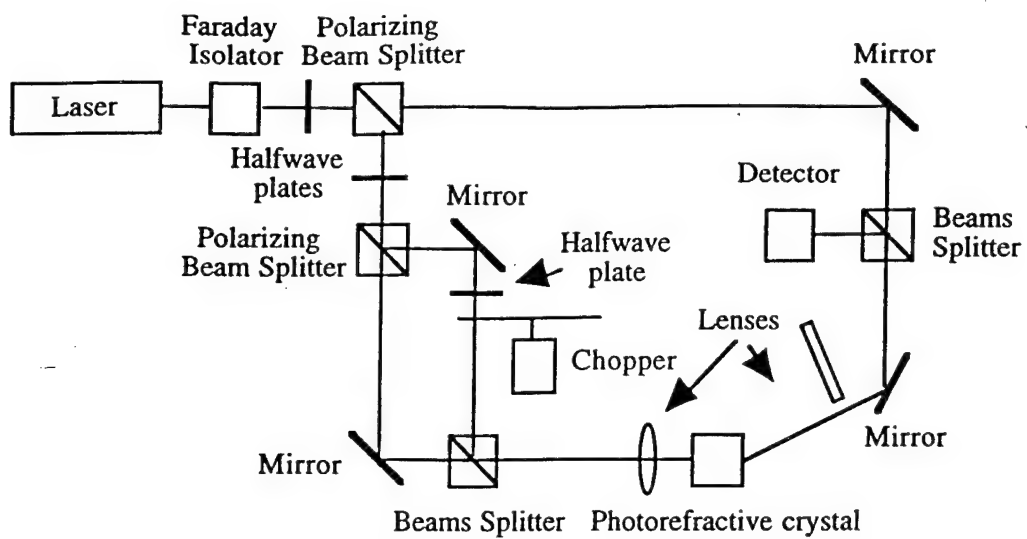 Faraday
Isolator
Polarizing
Beam Splitter
Mirror
Laser
Halfwave
plates
Mirror
Detector
Beams
Splitter
Polarizing
Beam Splitter
Halfwave
plate
Lenses
Chopper
Mirror
Mirror
Beams Splitter
Photorefractive crystal